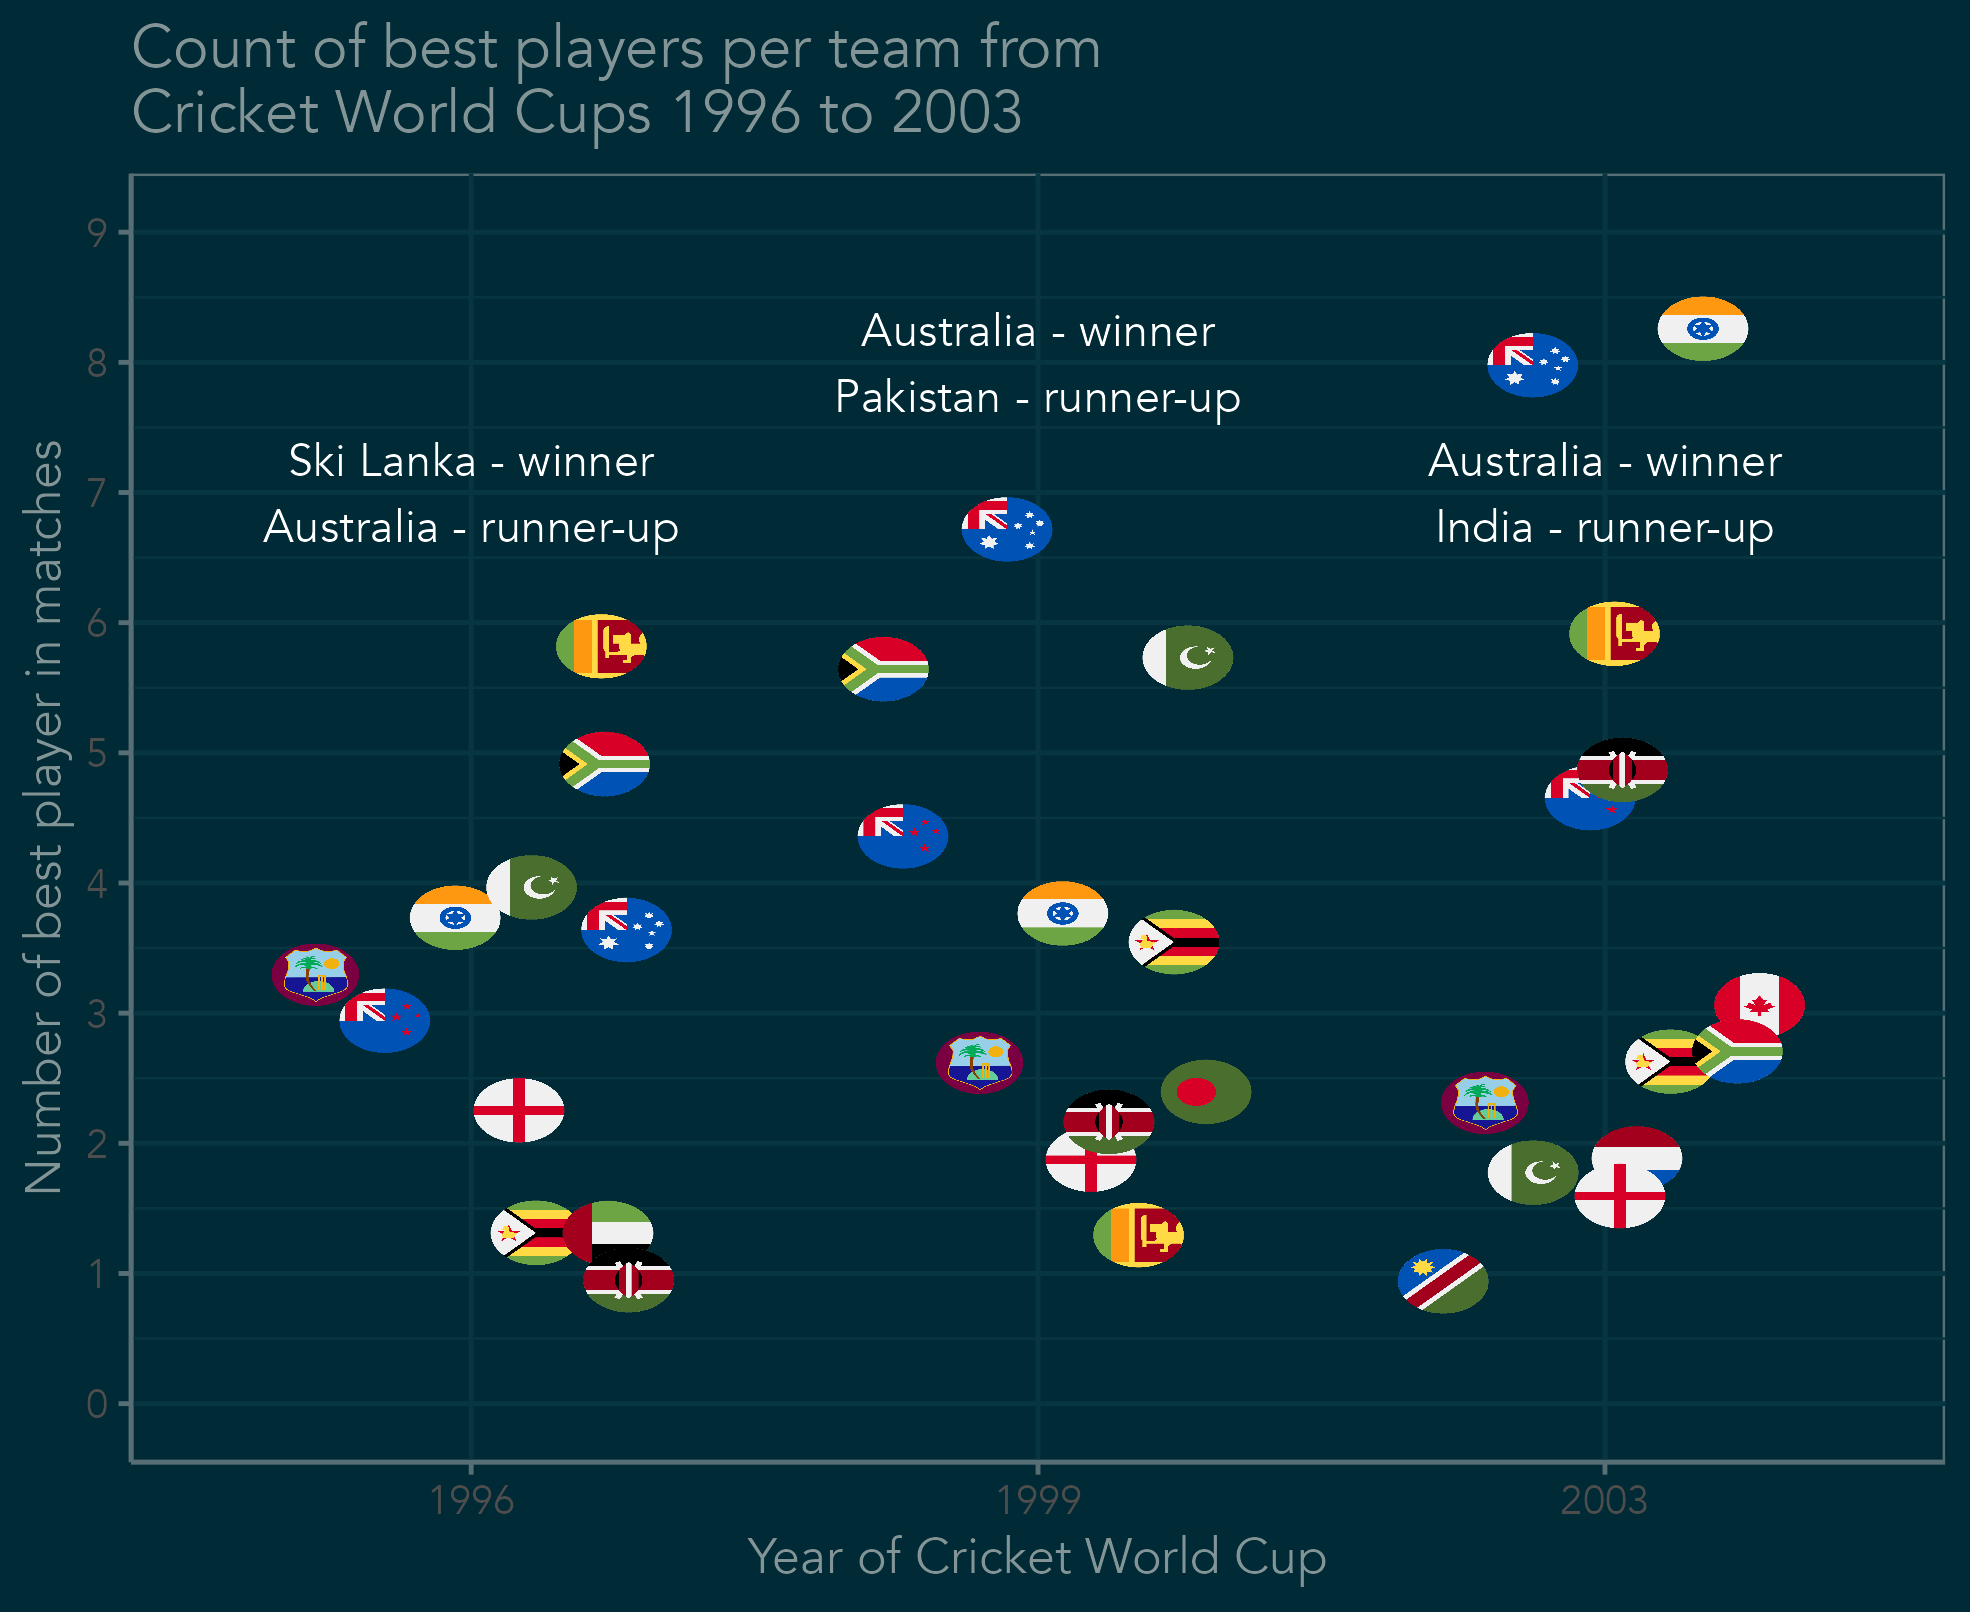 Count of best players per team from
Cricket World Cups 1996 to 2003
Number of best player in matches
9
8
7
6
5
4
3
2
1
0
Australia - winner
Pakistan - runner-up
Ski Lanka - winner
Australia - runner-up
Australia - winner
India - runner-up
1996
1999
2003
Year of Cricket World Cup